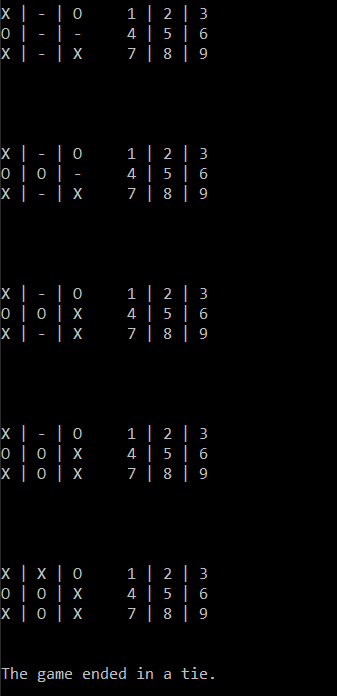 X | - | O     1 | 2 | 3
O | - | -     4 | 5 | 6
X | - | X     7 | 8 | 9
X | - | O     1 | 2 | 3
O | O | -     4 | 5 | 6
X | - | X     7 | 8 | 9
X | - | O     1 | 2 | 3
O | O | X     4 | 5 | 6
X | - | X     7 | 8 | 9
X | - | O     1 | 2 | 3
O | O | X     4 | 5 | 6
X | O | X     7 | 8 | 9
X | X | O     1 | 2 | 3
O | O | X     4 | 5 | 6
X | O | X     7 | 8 | 9
The game ended in a tie.